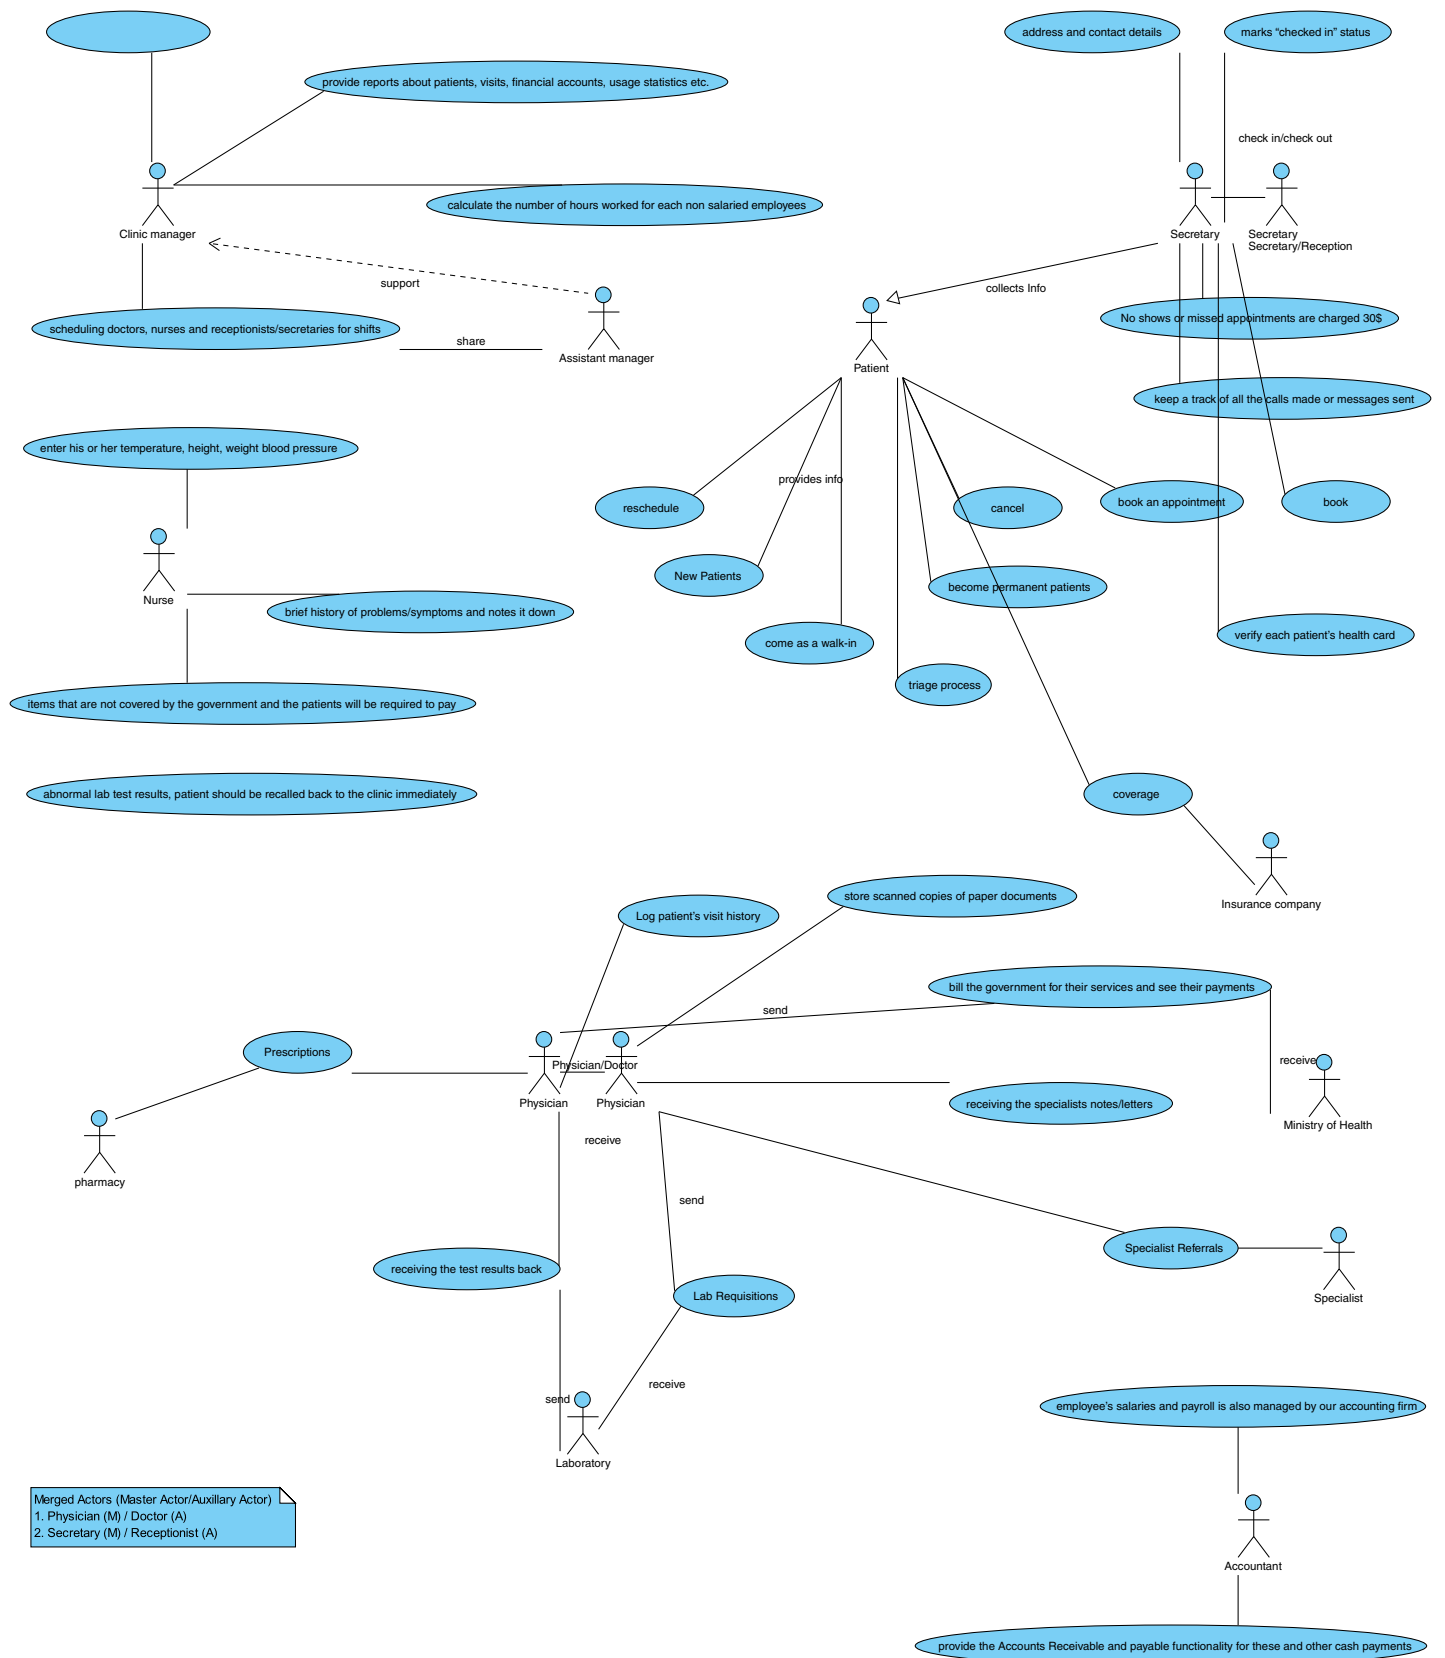 address and contact details
marks “checked in” status
provide reports about patients, visits, financial accounts, usage statistics etc.
check in/check out
calculate the number of hours worked for each non salaried employees
Clinic manager
Secretary
Secretary
Secretary/Reception
support
collects Info
scheduling doctors, nurses and receptionists/secretaries for shifts
share
Assistant manager
No shows or missed appointments are charged 30$
Patient
keep a track of all the calls made or messages sent
enter his or her temperature, height, weight blood pressure
provides info
reschedule
cancel
book an appointment
book
New Patients
become permanent patients
Nurse
brief history of problems/symptoms and notes it down
come as a walk-in
verify each patient’s health card
triage process
items that are not covered by the government and the patients will be required to pay
abnormal lab test results, patient should be recalled back to the clinic immediately
coverage
Insurance company
store scanned copies of paper documents
Log patient’s visit history
bill the government for their services and see their payments
send
Prescriptions
Physician/Doctor
receive
Physician
Physician
receiving the specialists notes/letters
Ministry of Health
receive
pharmacy
send
Specialist Referrals
receiving the test results back
Lab Requisitions
Specialist
receive
send
employee’s salaries and payroll is also managed by our accounting firm
Laboratory
Merged Actors (Master Actor/Auxillary Actor)
1. Physician (M) / Doctor (A)
2. Secretary (M) / Receptionist (A)
Accountant
provide the Accounts Receivable and payable functionality for these and other cash payments